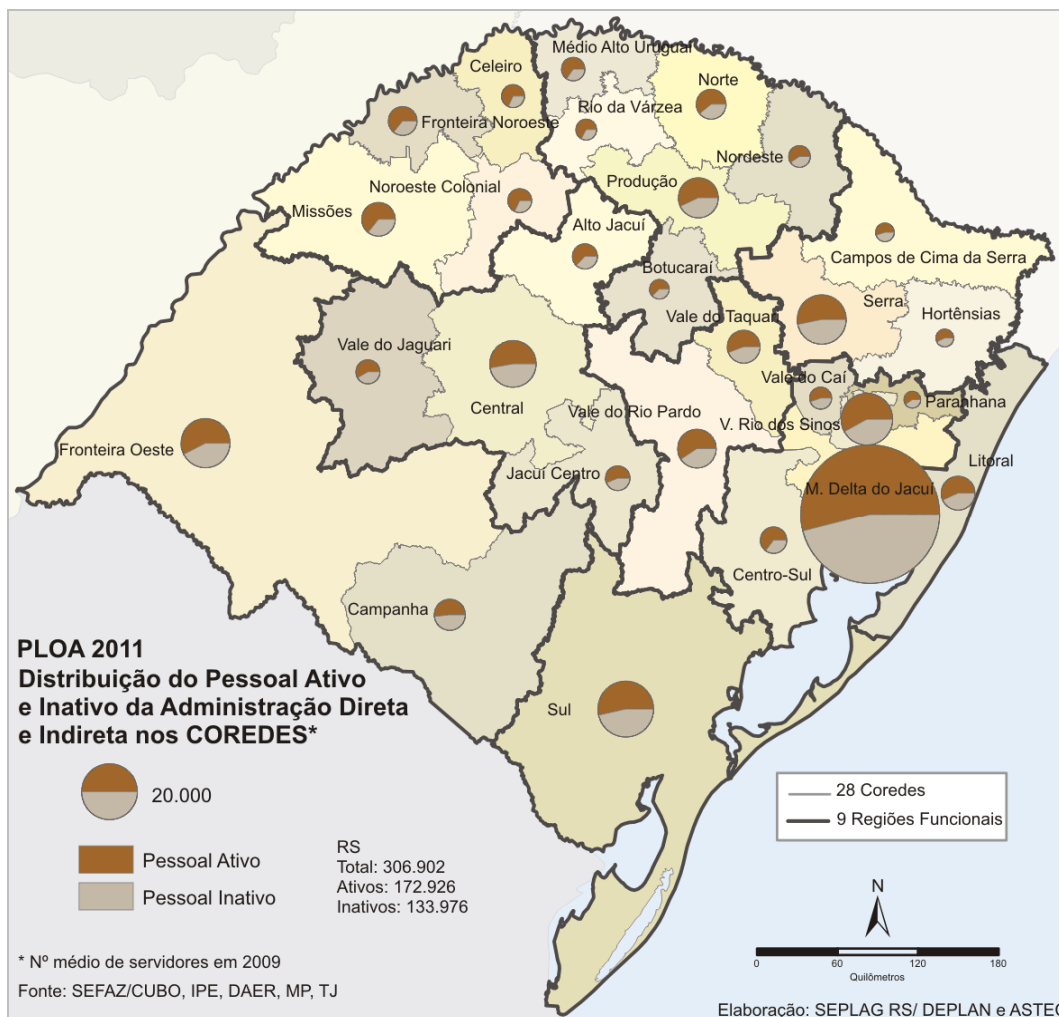 Médio Alto Uruguai
Celeiro
Norte
Rio da Várzea
Fronteira Noroeste
Nordeste
Noroeste Colonial
Produção
Missões
Alto Jacuí
Campos de Cima da Serra
Botucaraí
Serra
Hortênsias
Vale do Taquari
Vale do Jaguari
Vale do Caí
Paranhana
Central
Vale do Rio Pardo
V. Rio dos Sinos
Fronteira Oeste
Litoral
Jacuí Centro
M. Delta do Jacuí
Centro-Sul
Campanha
Sul
PLOA 2011
Distribuição do Pessoal Ativo
e Inativo da Administração Direta
e Indireta nos COREDES*
20.000
Pessoal Ativo
Pessoal Inativo
RS
Total: 306.902
Ativos: 172.926
Inativos: 133.976
28 Coredes
9 Regiões Funcionais
N
0 60 120 180
Quilômetros
* Nº médio de servidores em 2009
Fonte: SEFAZ/CUBO, IPE, DAER, MP, TJ
Elaboração: SEPLAG RS/ DEPLAN e ASTEC